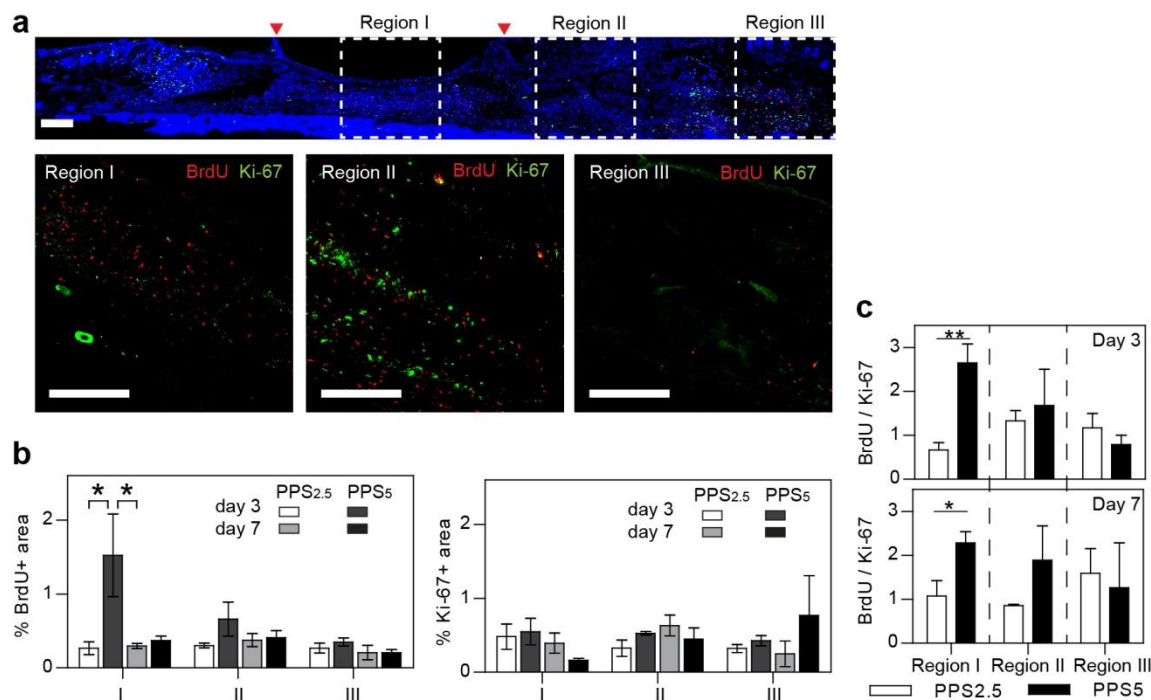 a
Region I Region II Region III
Region I BrdU Ki-67
Region II BrdU Ki-67
Region III BrdU Ki-67
b
% BrdU+ area
2
1
0
* *
PPS2.5 PPS5
day 3
day 7
I II III
% Ki-67+ area
2
1
0
PPS2.5 PPS5
day 3
day 7
I II III
c
BrdU / Ki-67
3
2
1
0
**
Day 3
BrdU / Ki-67
3
2
1
0
*
Day 7
Region I Region II Region III
PPS2.5 PPS5